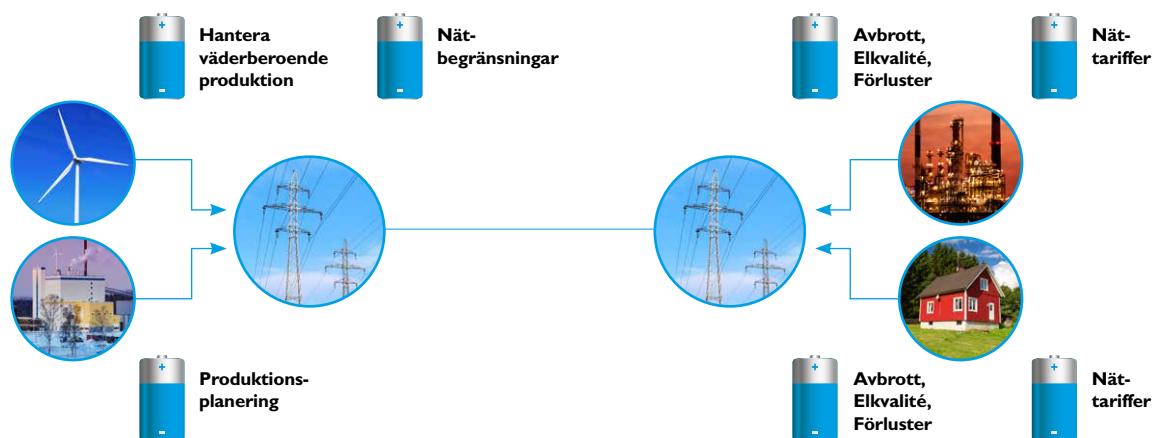 Hantera
väderberoende
produktion
Nät-
begränsningar
Avbrott,
Elkvalité,
Förluster
Nät-
tariffer
Produktions-
planering
Avbrott,
Elkvalité,
Förluster
Nät-
tariffer